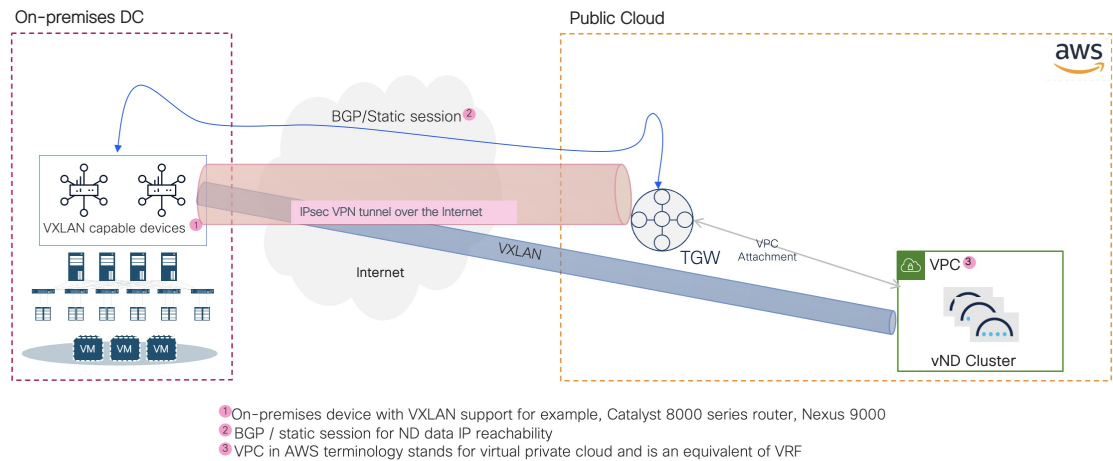 On-premises DC
Public Cloud
aws
BGP/Static session 2
VXLAN capable devices 1
IPsec VPN tunnel over the Internet
VXLAN
Internet
TGW
VPC
Attachment
VPC 3
vND Cluster
VM VM VM
1 On-premises device with VXLAN support for example, Catalyst 8000 series router, Nexus 9000
2 BGP / static session for ND data IP reachability
3 VPC in AWS terminology stands for virtual private cloud and is an equivalent of VRF